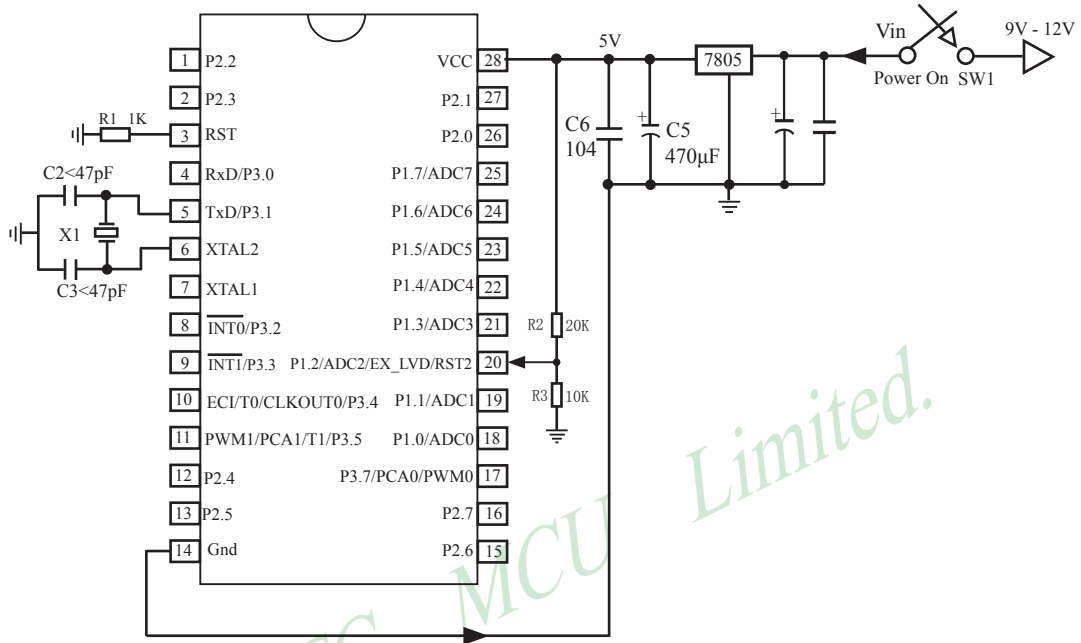 5V
7805
Vin
Power On
SW1
9V - 12V
1 P2.2
2 P2.3
R1 1K
3 RST
4 RxD/P3.0
C2<47pF
5 TxD/P3.1
X1
6 XTAL2
C3<47pF
7 XTAL1
8 INT0/P3.2
9 INT1/P3.3
10 ECI/T0/CLKOUT0/P3.4
11 PWM1/PCA1/T1/P3.5
12 P2.4
13 P2.5
14 Gnd
VCC 28
P2.1 27
P2.0 26
P1.7/ADC7 25
P1.6/ADC6 24
P1.5/ADC5 23
P1.4/ADC4 22
P1.3/ADC3 21
P1.2/ADC2/EX_LVD/RST2 20
P1.1/ADC1 19
P1.0/ADC0 18
P3.7/PCA0/PWM0 17
P2.7 16
P2.6 15
C6
104
+
C5
470μF
+
R2 20K
R3 10K
MCU Limited.